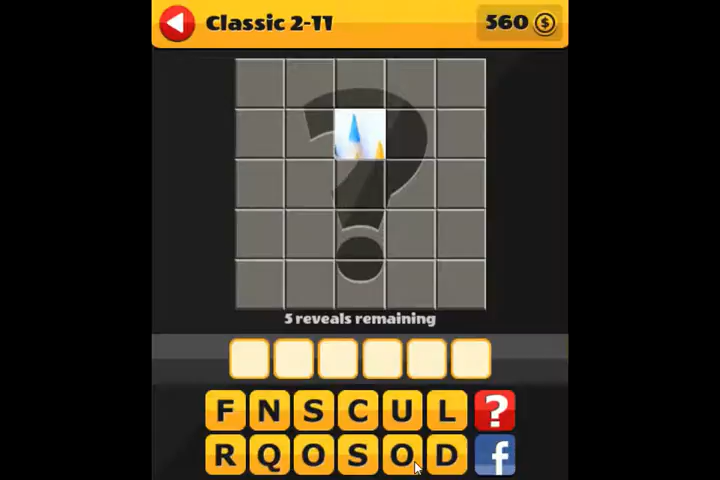 Classic 2-11 560 $
?
5 reveals remaining
F N S C U L ?
R Q O S O D f